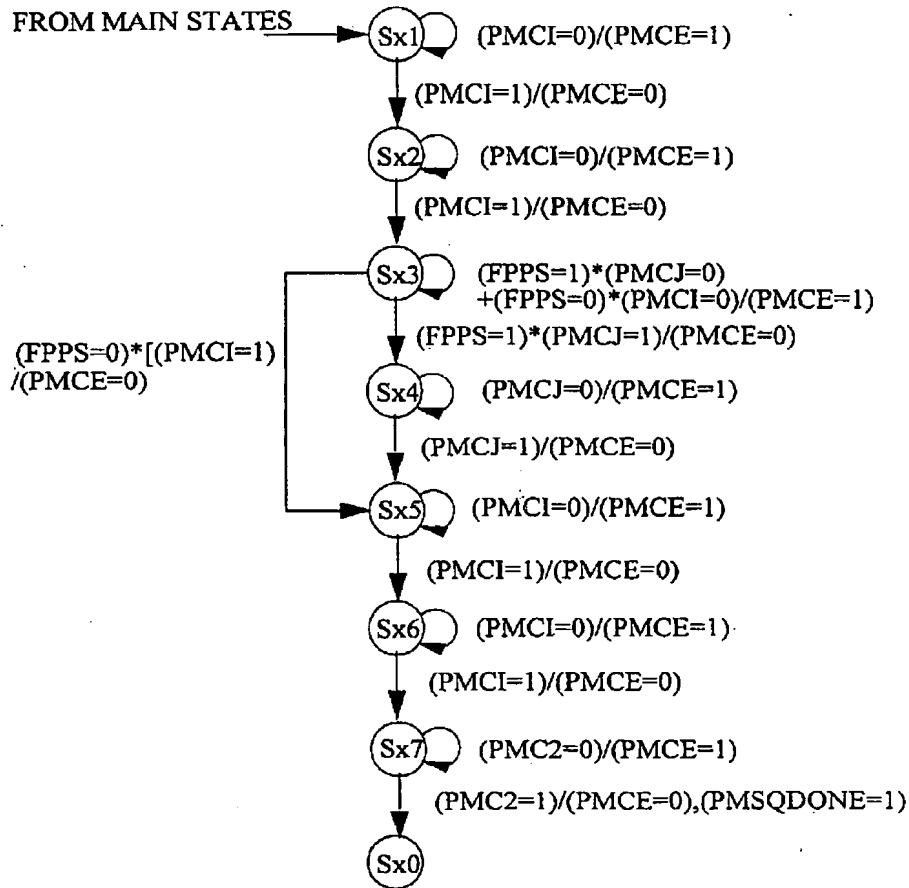 FROM MAIN STATES
Sx1
(PMCI=0)/(PMCE=1)
(PMCI=1)/(PMCE=0)
Sx2
(PMCI=0)/(PMCE=1)
(PMCI=1)/(PMCE=0)
Sx3
(FPPS=1)*(PMCJ=0)
+(FPPS=0)*(PMCI=0)/(PMCE=1)
(FPPS=1)*(PMCJ=1)/(PMCE=0)
(FPPS=0)*[(PMCI=1)
/(PMCE=0)
Sx4
(PMCJ=0)/(PMCE=1)
(PMCJ=1)/(PMCE=0)
Sx5
(PMCI=0)/(PMCE=1)
(PMCI=1)/(PMCE=0)
Sx6
(PMCI=0)/(PMCE=1)
(PMCI=1)/(PMCE=0)
Sx7
(PMC2=0)/(PMCE=1)
(PMC2=1)/(PMCE=0),(PMSQDONE=1)
Sx0